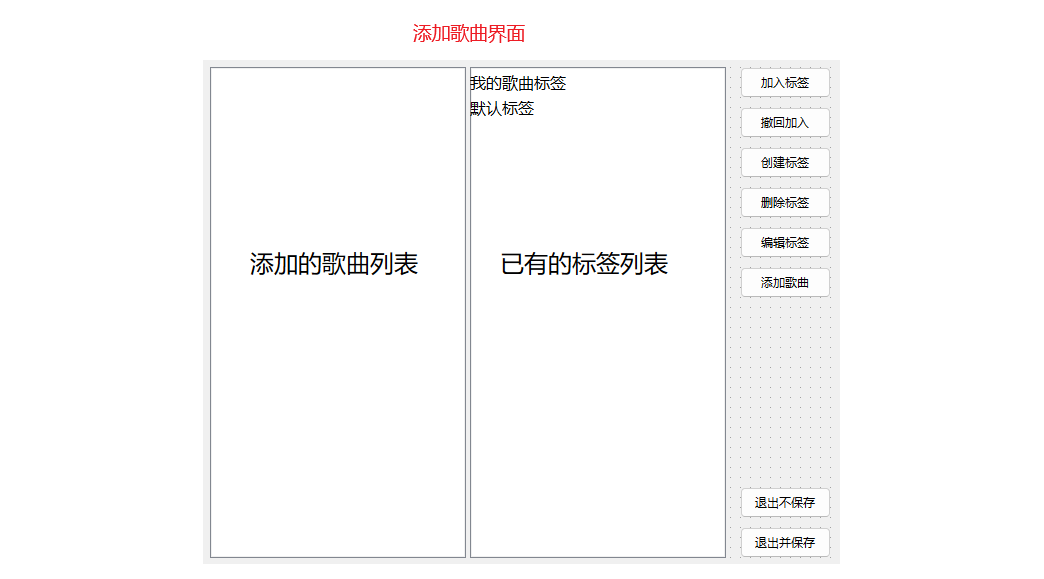 添加歌曲界面
我的歌曲标签
默认标签
添加的歌曲列表
已有的标签列表
加入标签
撤回加入
创建标签
删除标签
编辑标签
添加歌曲
退出不保存
退出并保存